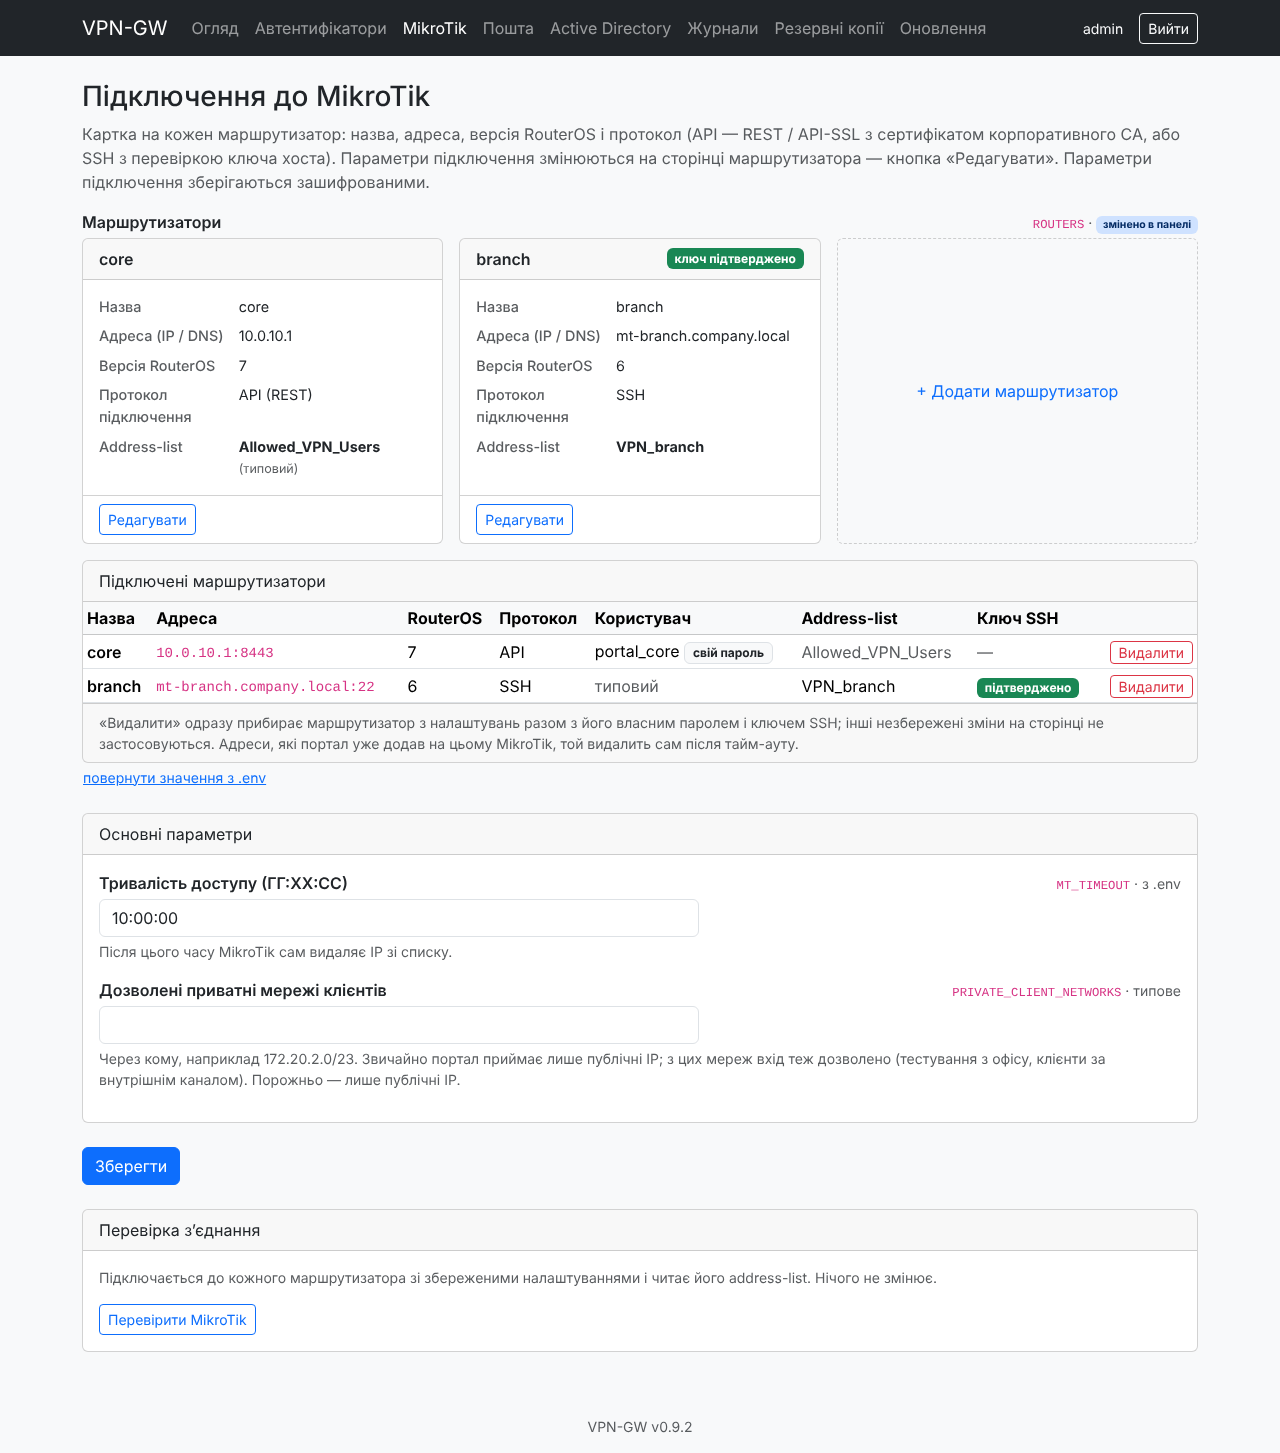 VPN-GW Огляд Автентифікатори MikroTik Пошта Active Directory Журнали Резервні копії Оновлення admin Вийти
Підключення до MikroTik
Картка на кожен маршрутизатор: назва, адреса, версія RouterOS і протокол (API — REST / API-SSL з сертифікатом корпоративного CA, або
SSH з перевіркою ключа хоста). Параметри підключення змінюються на сторінці маршрутизатора — кнопка «Редагувати». Параметри
підключення зберігаються зашифрованими.
Маршрутизатори ROUTERS · змінено в панелі
core
Назва core
Адреса (IP / DNS) 10.0.10.1
Версія RouterOS 7
Протокол підключення API (REST)
Address-list Allowed_VPN_Users
(типовий)
Редагувати
branch ключ підтверджено
Назва branch
Адреса (IP / DNS) mt-branch.company.local
Версія RouterOS 6
Протокол підключення SSH
Address-list VPN_branch
Редагувати
+ Додати маршрутизатор
Підключені маршрутизатори
Назва Адреса RouterOS Протокол Користувач Address-list Ключ SSH
core 10.0.10.1:8443 7 API portal_core свій пароль Allowed_VPN_Users — Видалити
branch mt-branch.company.local:22 6 SSH типовий VPN_branch підтверджено Видалити
«Видалити» одразу прибирає маршрутизатор з налаштувань разом з його власним паролем і ключем SSH; інші незбережені зміни на сторінці не
застосовуються. Адреси, які портал уже додав на цьому MikroTik, той видалить сам після тайм-ауту.
повернути значення з .env
Основні параметри
Тривалість доступу (ГГ:ХХ:СС) MT_TIMEOUT · з .env
10:00:00
Після цього часу MikroTik сам видаляє IP зі списку.
Дозволені приватні мережі клієнтів PRIVATE_CLIENT_NETWORKS · типове
Через кому, наприклад 172.20.2.0/23. Звичайно портал приймає лише публічні IP; з цих мереж вхід теж дозволено (тестування з офісу, клієнти за
внутрішнім каналом). Порожньо — лише публічні IP.
Зберегти
Перевірка з’єднання
Підключається до кожного маршрутизатора зі збереженими налаштуваннями і читає його address-list. Нічого не змінює.
Перевірити MikroTik
VPN-GW v0.9.2